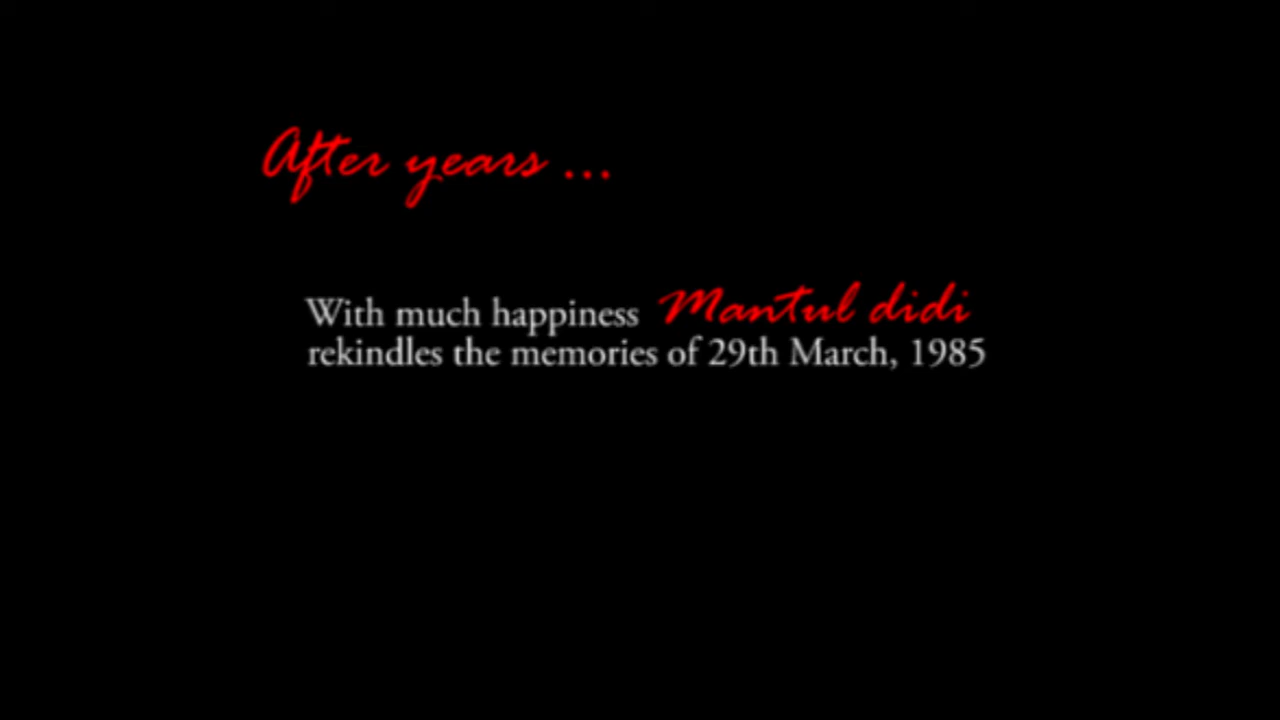 After years ...
With much happiness Mantul didi
rekindles the memories of 29th March, 1985